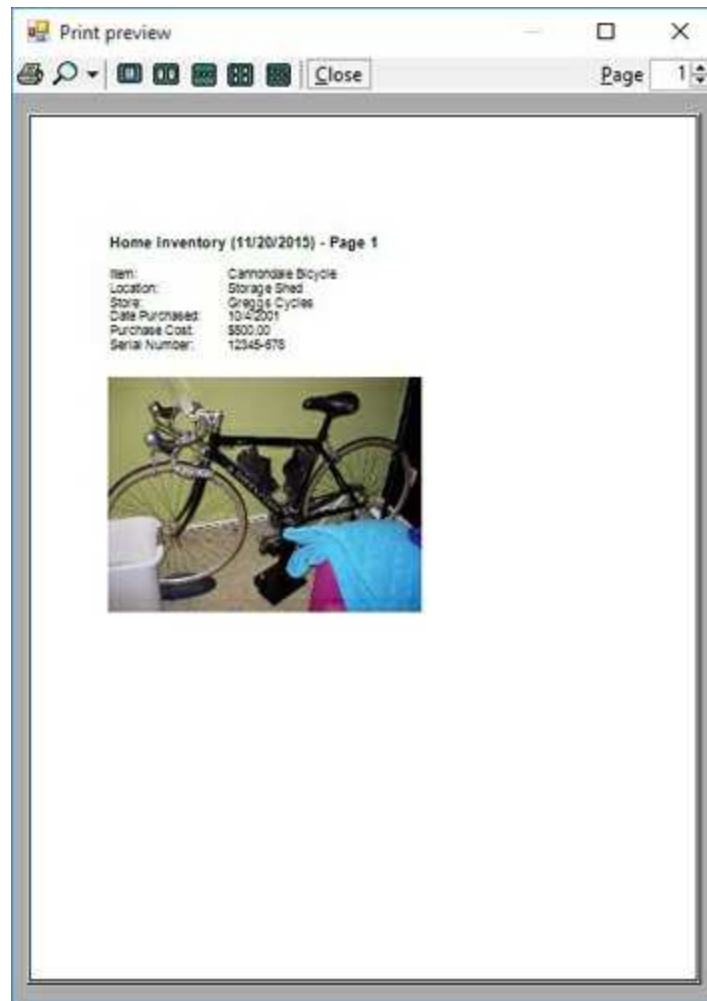 Print preview
Close
Page 1
Home Inventory (11/20/2015) - Page 1
Item: Cannondale Bicycle
Location: Storage Shed
Store: Greggs Cycles
Date Purchased: 10/4/2001
Purchase Cost: $500.00
Serial Number: 12345-678